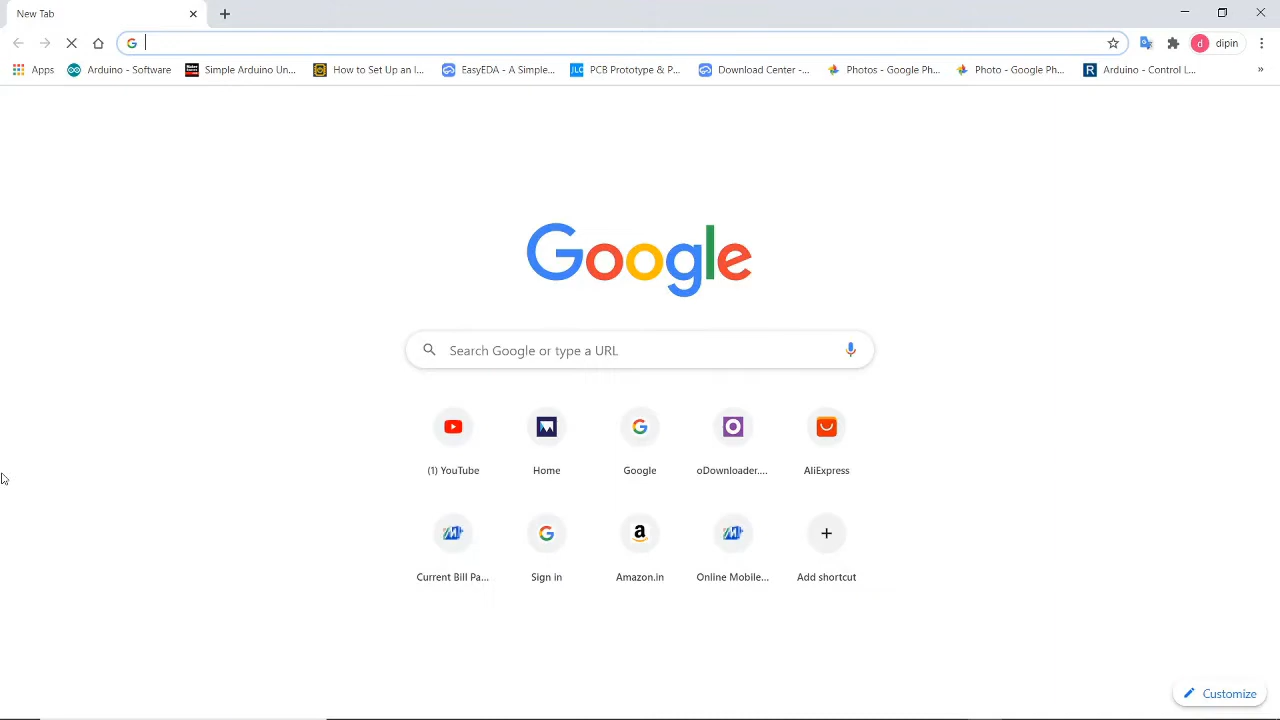 New Tab
d dipin
Apps Arduino - Software Simple Arduino Un... How to Set Up an I... EasyEDA - A Simple... JLC PCB Prototype & P... Download Center -... Photos - Google Ph... Photo - Google Ph... R Arduino - Control L... »
Google
Search Google or type a URL
(1) YouTube Home Google oDownloader.... AliExpress
Current Bill Pa... Sign in Amazon.in Online Mobile... Add shortcut
Customize